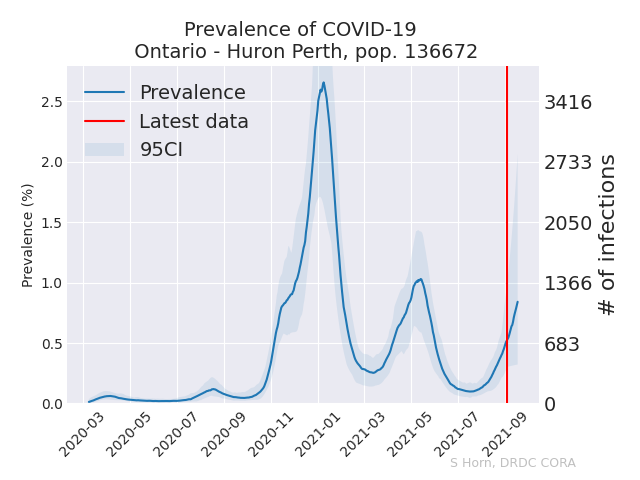 Prevalence of COVID-19
Ontario - Huron Perth, pop. 136672
Prevalence
Latest data
95CI
Prevalence (%)
2.5
2.0
1.5
1.0
0.5
0.0
3416
2733
2050
1366
683
0
# of infections
2020-03
2020-05
2020-07
2020-09
2020-11
2021-01
2021-03
2021-05
2021-07
2021-09
S Horn, DRDC CORA